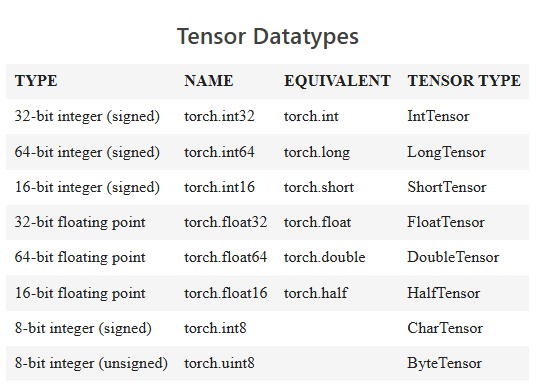 Tensor Datatypes
TYPE NAME EQUIVALENT TENSOR TYPE
32-bit integer (signed) torch.int32 torch.int IntTensor
64-bit integer (signed) torch.int64 torch.long LongTensor
16-bit integer (signed) torch.int16 torch.short ShortTensor
32-bit floating point torch.float32 torch.float FloatTensor
64-bit floating point torch.float64 torch.double DoubleTensor
16-bit floating point torch.float16 torch.half HalfTensor
8-bit integer (signed) torch.int8 CharTensor
8-bit integer (unsigned) torch.uint8 ByteTensor